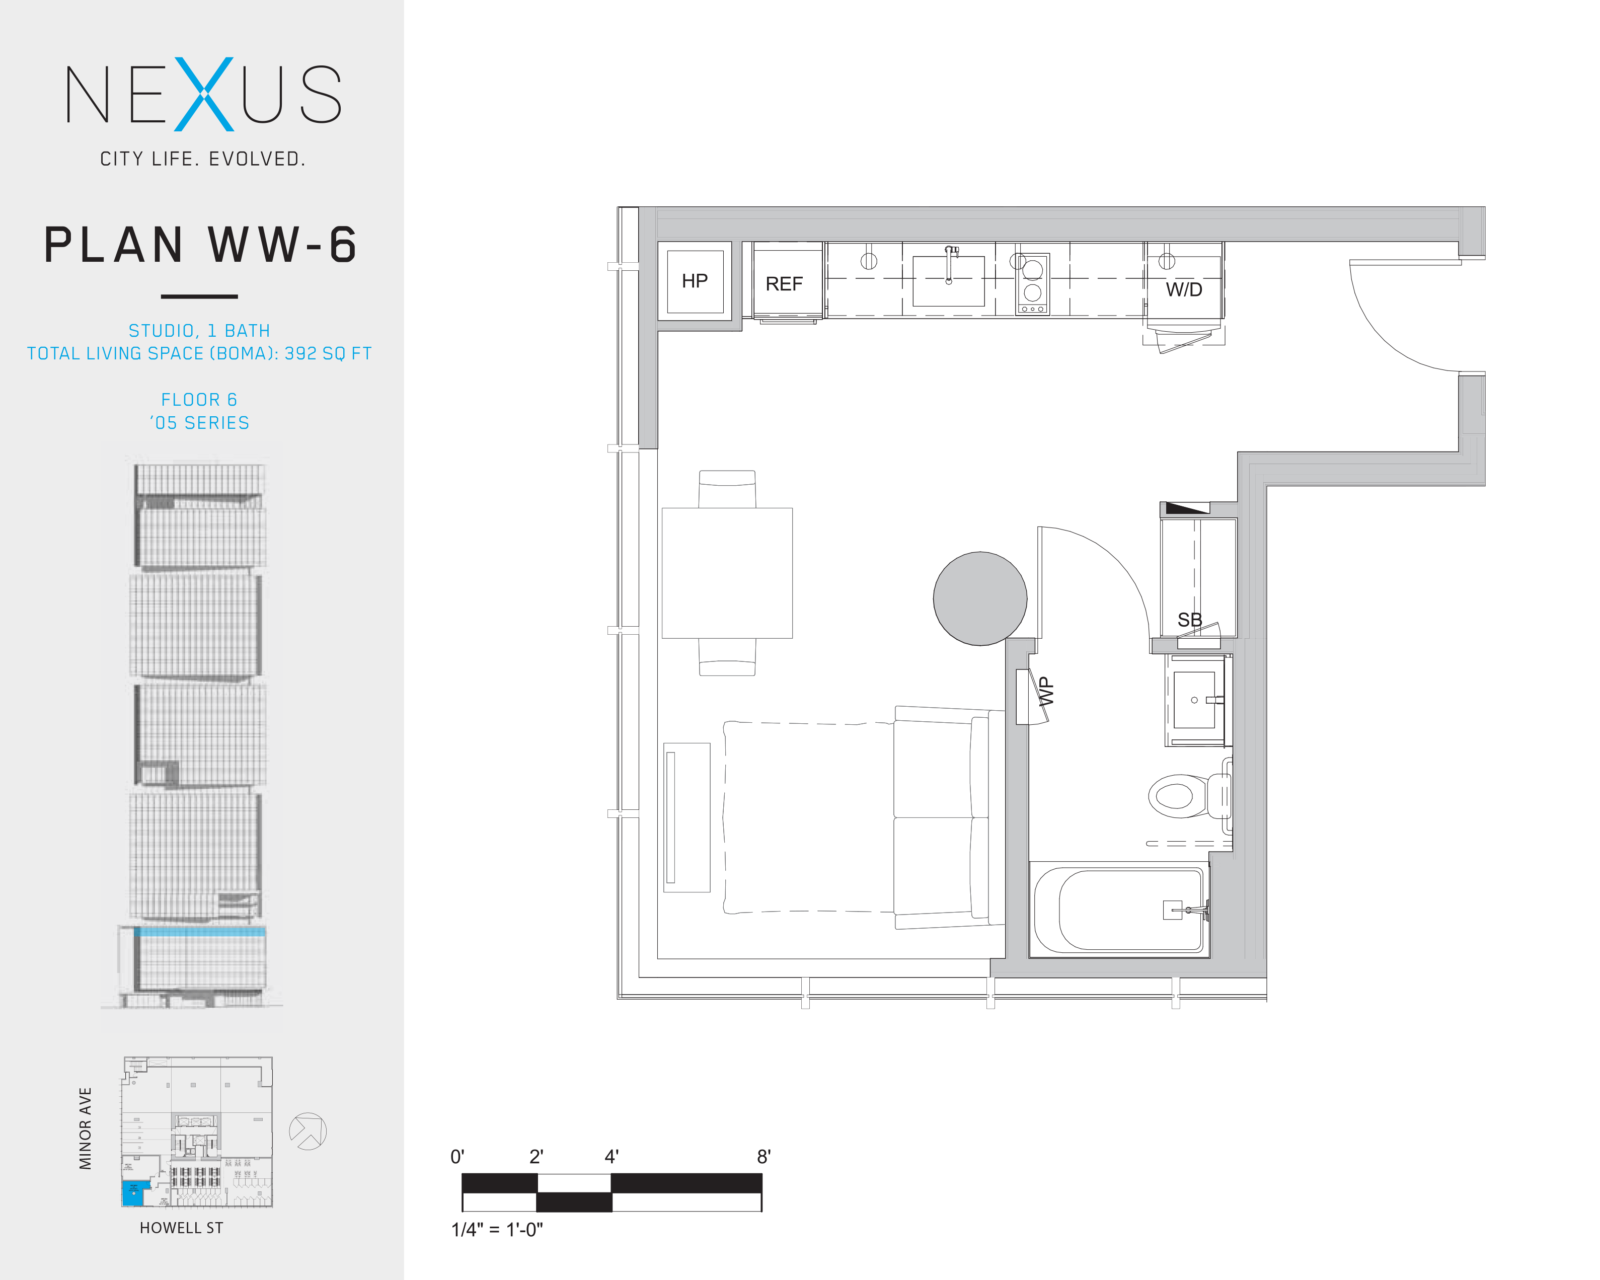 NEXUS
CITY LIFE. EVOLVED.
PLAN WW-6
STUDIO, 1 BATH
TOTAL LIVING SPACE (BOMA): 392 SQ FT
FLOOR 6
'05 SERIES
MINOR AVE
HOWELL ST
HP
REF
W/D
SB
WP
0' 2' 4' 8'
1/4" = 1'-0"